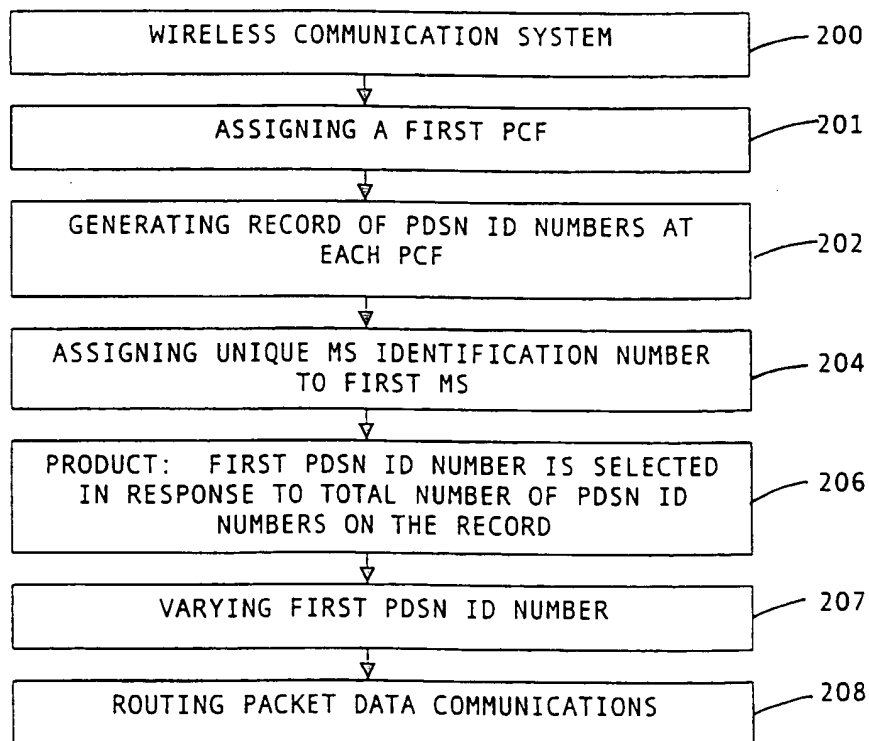 WIRELESS COMMUNICATION SYSTEM
200
ASSIGNING A FIRST PCF
201
GENERATING RECORD OF PDSN ID NUMBERS AT
EACH PCF
202
ASSIGNING UNIQUE MS IDENTIFICATION NUMBER
TO FIRST MS
204
PRODUCT: FIRST PDSN ID NUMBER IS SELECTED
IN RESPONSE TO TOTAL NUMBER OF PDSN ID
NUMBERS ON THE RECORD
206
VARYING FIRST PDSN ID NUMBER
207
ROUTING PACKET DATA COMMUNICATIONS
208